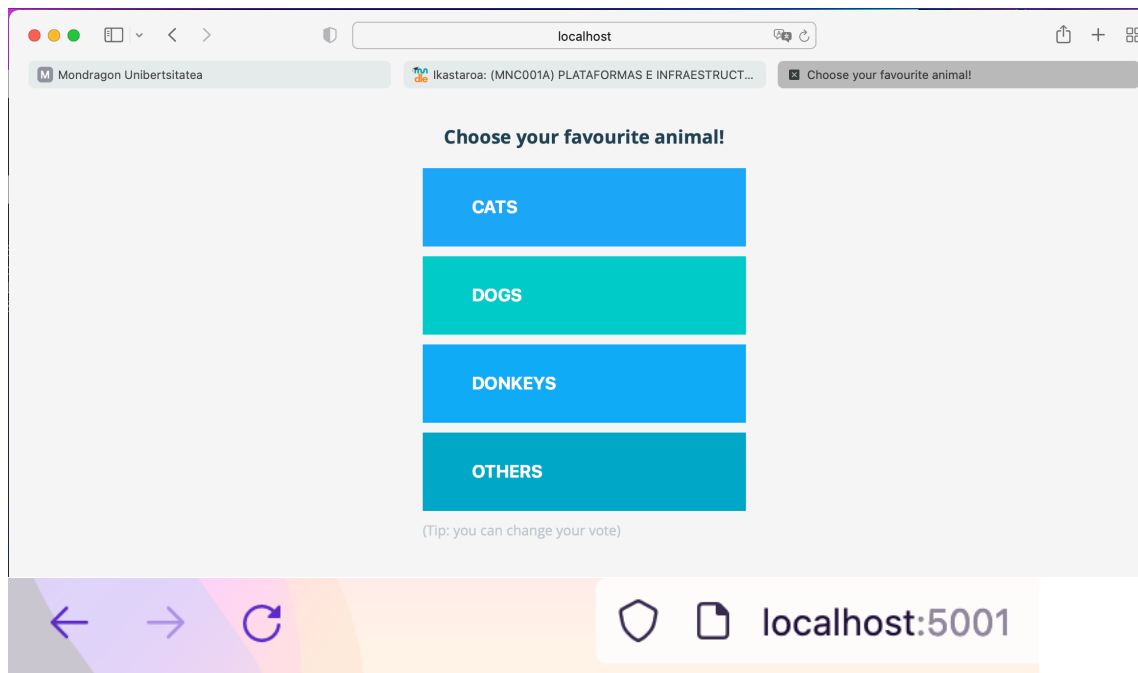 localhost
M Mondragon Unibertsitatea
Ikastaroa: (MNC001A) PLATAFORMAS E INFRAESTRUCT...
Choose your favourite animal!
Choose your favourite animal!
CATS
DOGS
DONKEYS
OTHERS
(Tip: you can change your vote)
localhost:5001